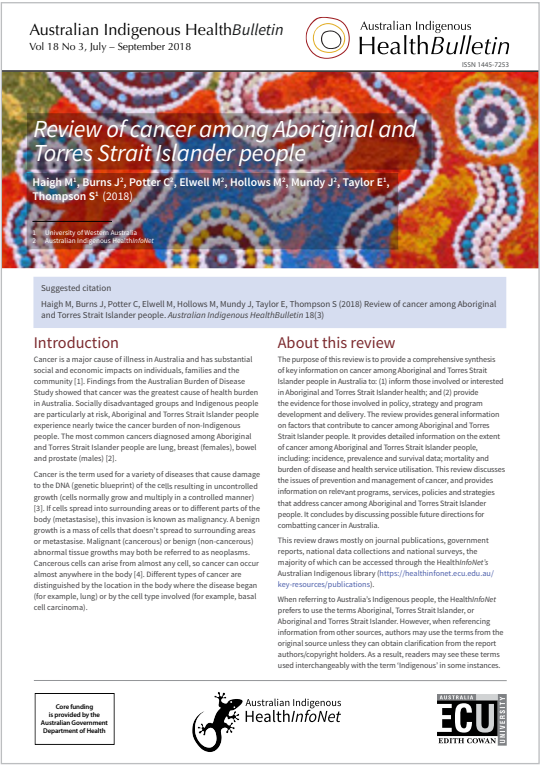 Australian Indigenous HealthBulletin
Vol 18 No 3, July – September 2018
Australian Indigenous
HealthBulletin
ISSN 1445-7253
Review of cancer among Aboriginal and
Torres Strait Islander people
Haigh M¹, Burns J², Potter C², Elwell M², Hollows M², Mundy J², Taylor E¹,
Thompson S¹ (2018)
1 University of Western Australia
2 Australian Indigenous HealthInfoNet
Suggested citation
Haigh M, Burns J, Potter C, Elwell M, Hollows M, Mundy J, Taylor E, Thompson S (2018) Review of cancer among Aboriginal
and Torres Strait Islander people. Australian Indigenous HealthBulletin 18(3)
Introduction
Cancer is a major cause of illness in Australia and has substantial
social and economic impacts on individuals, families and the
community [1]. Findings from the Australian Burden of Disease
Study showed that cancer was the greatest cause of health burden
in Australia. Socially disadvantaged groups and Indigenous people
are particularly at risk, Aboriginal and Torres Strait Islander people
experience nearly twice the cancer burden of non-Indigenous
people. The most common cancers diagnosed among Aboriginal
and Torres Strait Islander people are lung, breast (females), bowel
and prostate (males) [2].
Cancer is the term used for a variety of diseases that cause damage
to the DNA (genetic blueprint) of the cells resulting in uncontrolled
growth (cells normally grow and multiply in a controlled manner)
[3]. If cells spread into surrounding areas or to different parts of the
body (metastasise), this invasion is known as malignancy. A benign
growth is a mass of cells that doesn't spread to surrounding areas
or metastasise. Malignant (cancerous) or benign (non-cancerous)
abnormal tissue growths may both be referred to as neoplasms.
Cancerous cells can arise from almost any cell, so cancer can occur
almost anywhere in the body [4]. Different types of cancer are
distinguished by the location in the body where the disease began
(for example, lung) or by the cell type involved (for example, basal
cell carcinoma).
About this review
The purpose of this review is to provide a comprehensive synthesis
of key information on cancer among Aboriginal and Torres Strait
Islander people in Australia to: (1) inform those involved or interested
in Aboriginal and Torres Strait Islander health; and (2) provide
the evidence for those involved in policy, strategy and program
development and delivery. The review provides general information
on factors that contribute to cancer among Aboriginal and Torres
Strait Islander people. It provides detailed information on the extent
of cancer among Aboriginal and Torres Strait Islander people,
including: incidence, prevalence and survival data; mortality and
burden of disease and health service utilisation. This review discusses
the issues of prevention and management of cancer, and provides
information on relevant programs, services, policies and strategies
that address cancer among Aboriginal and Torres Strait Islander
people. It concludes by discussing possible future directions for
combatting cancer in Australia.
This review draws mostly on journal publications, government
reports, national data collections and national surveys, the
majority of which can be accessed through the HealthInfoNet's
Australian Indigenous library (https://healthinfonet.ecu.edu.au/
key-resources/publications).
When referring to Australia's Indigenous people, the HealthInfoNet
prefers to use the terms Aboriginal, Torres Strait Islander, or
Aboriginal and Torres Strait Islander. However, when referencing
information from other sources, authors may use the terms from the
original source unless they can obtain clarification from the report
authors/copyright holders. As a result, readers may see these terms
used interchangeably with the term 'Indigenous' in some instances.
Core funding
is provided by the
Australian Government
Department of Health
Australian Indigenous
HealthInfoNet
AUSTRALIA
ECU
EDITH COWAN
UNIVERSITY